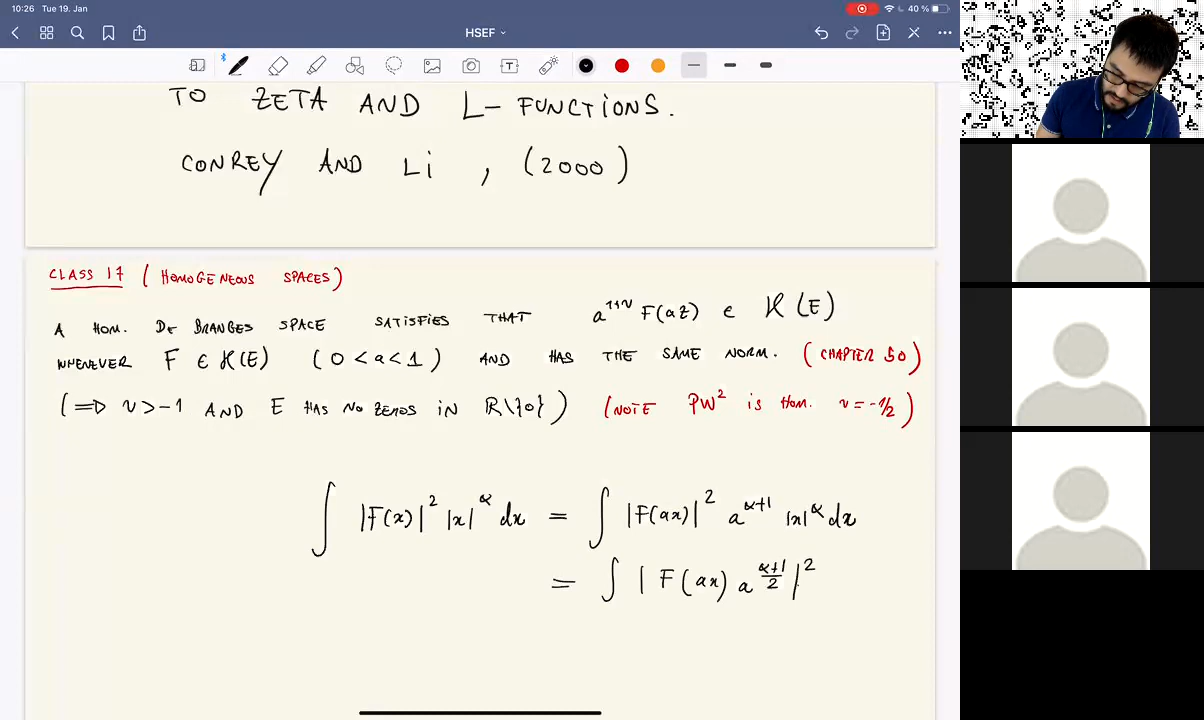 10:26 Tue 19. Jan
40 %
HSEF
TO ZETA AND L-FUNCTIONS.
CONREY AND Li, (2000)
CLASS 17 (HOMOGENEOUS SPACES)
A HOM. DE BRANGES SPACE SATISFIES THAT a^{1+ν} F(az) ∈ H(E)
WHENEVER F ∈ H(E) (0 < a < 1) AND HAS THE SAME NORM. (CHAPTER 50)
(⟹ ν > -1 AND E HAS NO ZEROS IN R\{0}) (NOTE PW² is HOM. ν = -1/2)
∫ |F(x)|² |x|^α dx = ∫ |F(ax)|² a^{α+1} |x|^α dx
= ∫ | F(ax) a^{\frac{α+1}{2}} |²